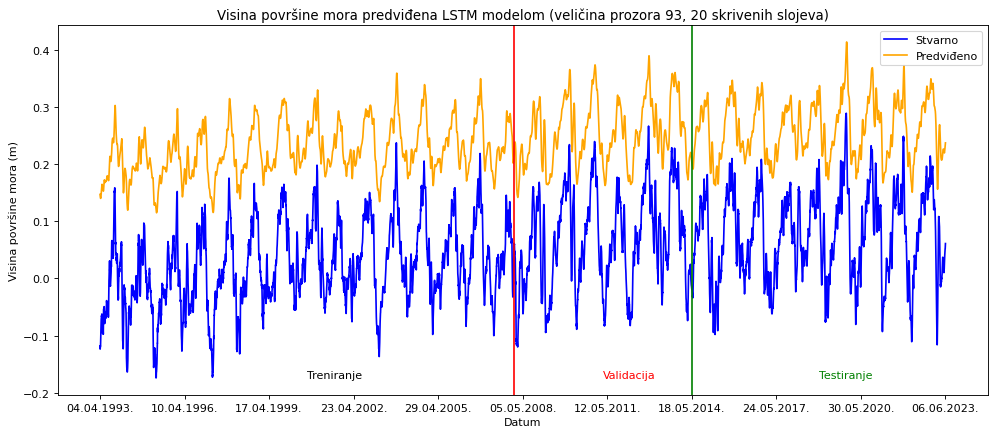 Visina površine mora predviđena LSTM modelom (veličina prozora 93, 20 skrivenih slojeva)
Stvarno
Predviđeno
Visina površine mora (m)
0.4
0.3
0.2
0.1
0.0
−0.1
−0.2
Treniranje
Validacija
Testiranje
04.04.1993.
10.04.1996.
17.04.1999.
23.04.2002.
29.04.2005.
05.05.2008.
12.05.2011.
18.05.2014.
24.05.2017.
30.05.2020.
06.06.2023.
Datum